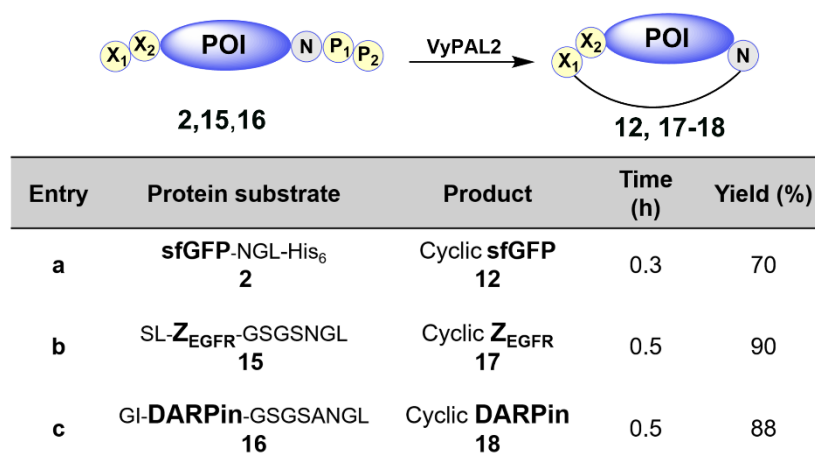 X₁ X₂ POI N P₁ P₂ VyPAL2 X₁ X₂ POI N
2,15,16 12, 17-18
Entry Protein substrate Product Time (h) Yield (%)
a sfGFP-NGL-His₆ Cyclic sfGFP 0.3 70
2 12
b SL-Z_EGFR-GSGSNGL Cyclic Z_EGFR 0.5 90
15 17
c GI-DARPin-GSGSANGL Cyclic DARPin 0.5 88
16 18